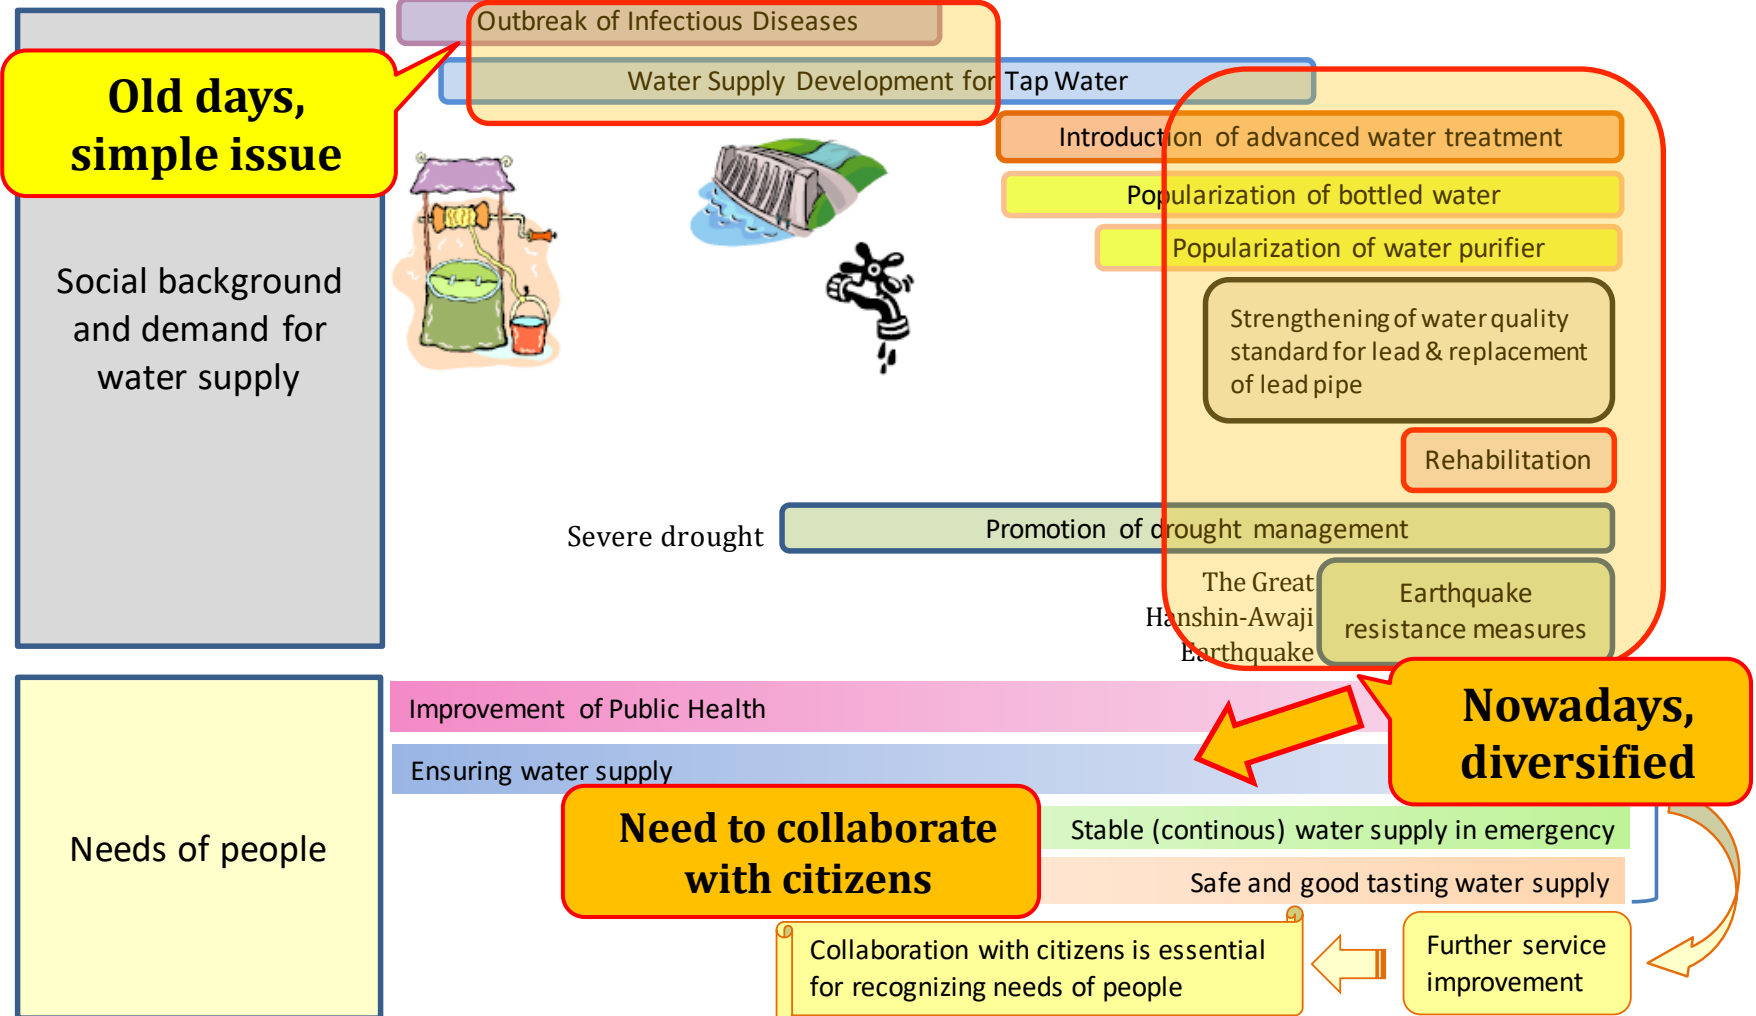 Outbreak of Infectious Diseases
Water Supply Development for Tap Water
Old days,
simple issue
Introduction of advanced water treatment
Popularization of bottled water
Popularization of water purifier
Social background
and demand for
water supply
Strengthening of water quality
standard for lead & replacement
of lead pipe
Rehabilitation
Severe drought
Promotion of drought management
The Great
Hanshin-Awaji
Earthquake
Earthquake
resistance measures
Nowadays,
diversified
Improvement of Public Health
Ensuring water supply
Need to collaborate
with citizens
Stable (continous) water supply in emergency
Safe and good tasting water supply
Needs of people
Collaboration with citizens is essential
for recognizing needs of people
Further service
improvement